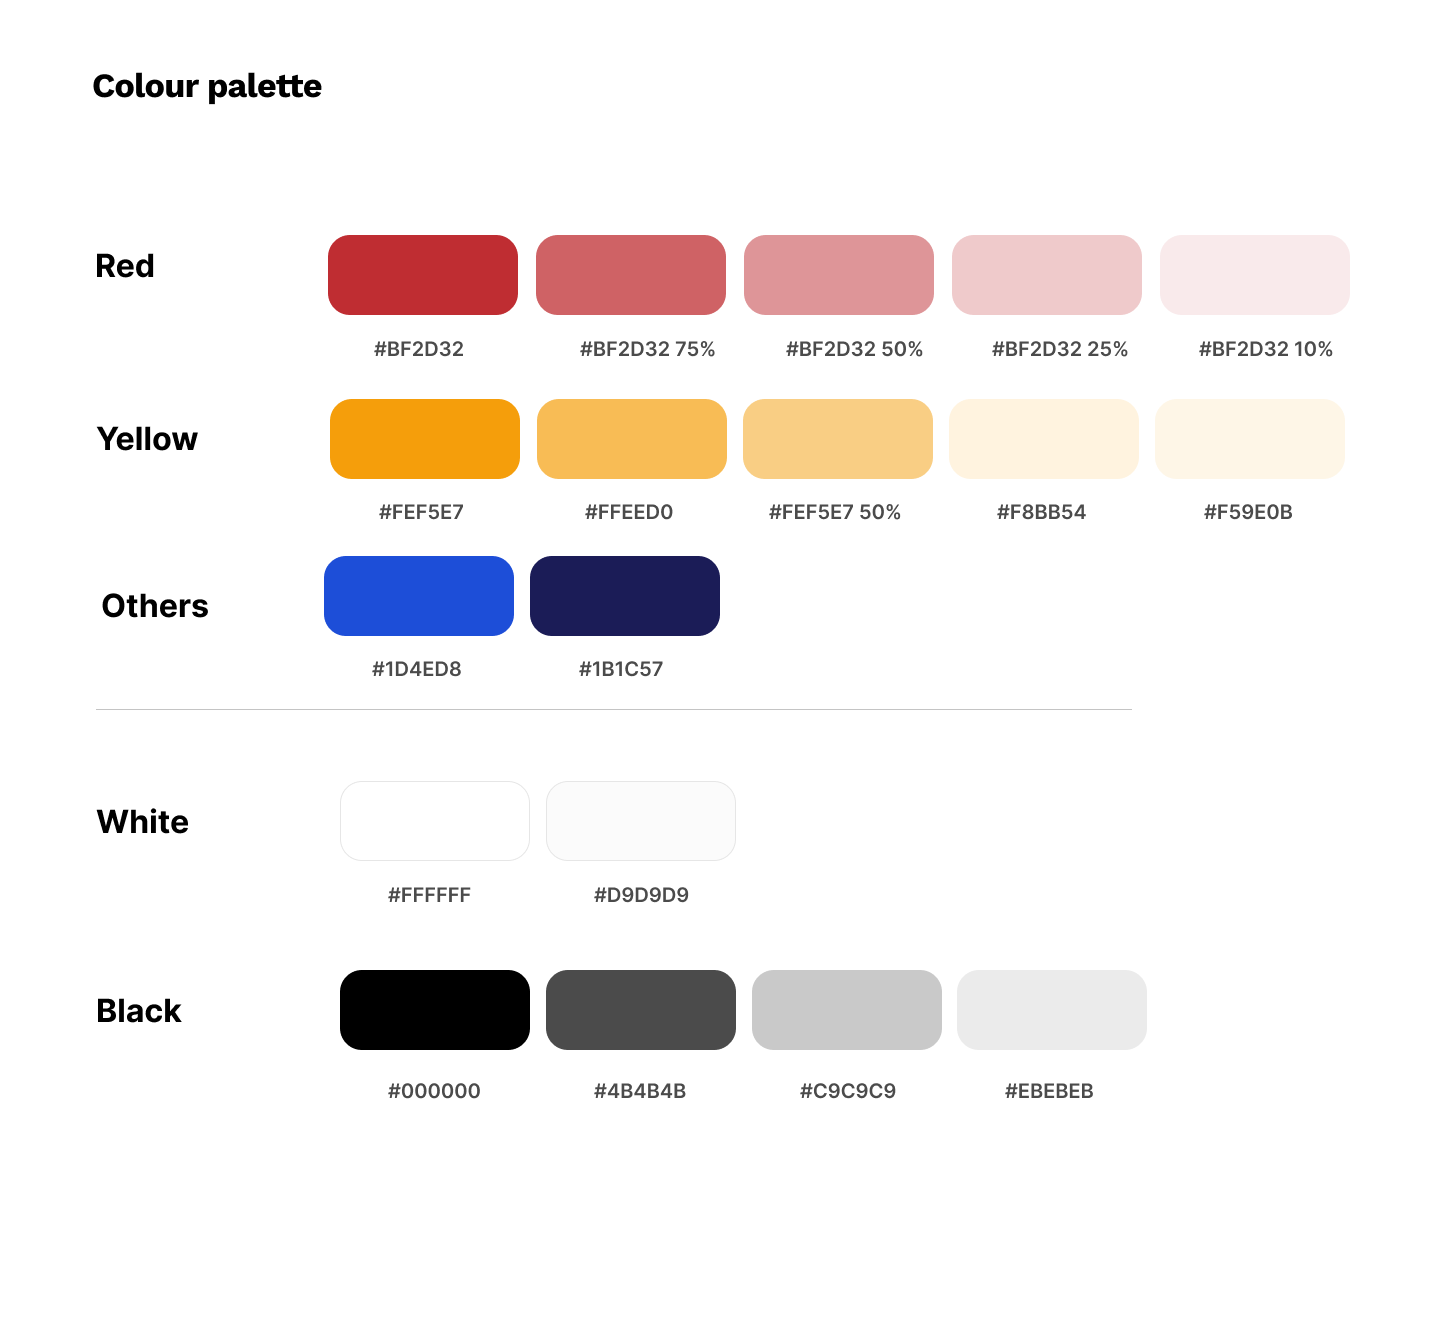 Colour palette
Red
#BF2D32 #BF2D32 75% #BF2D32 50% #BF2D32 25% #BF2D32 10%
Yellow
#FEF5E7 #FFEED0 #FEF5E7 50% #F8BB54 #F59E0B
Others
#1D4ED8 #1B1C57
White
#FFFFFF #D9D9D9
Black
#000000 #4B4B4B #C9C9C9 #EBEBEB